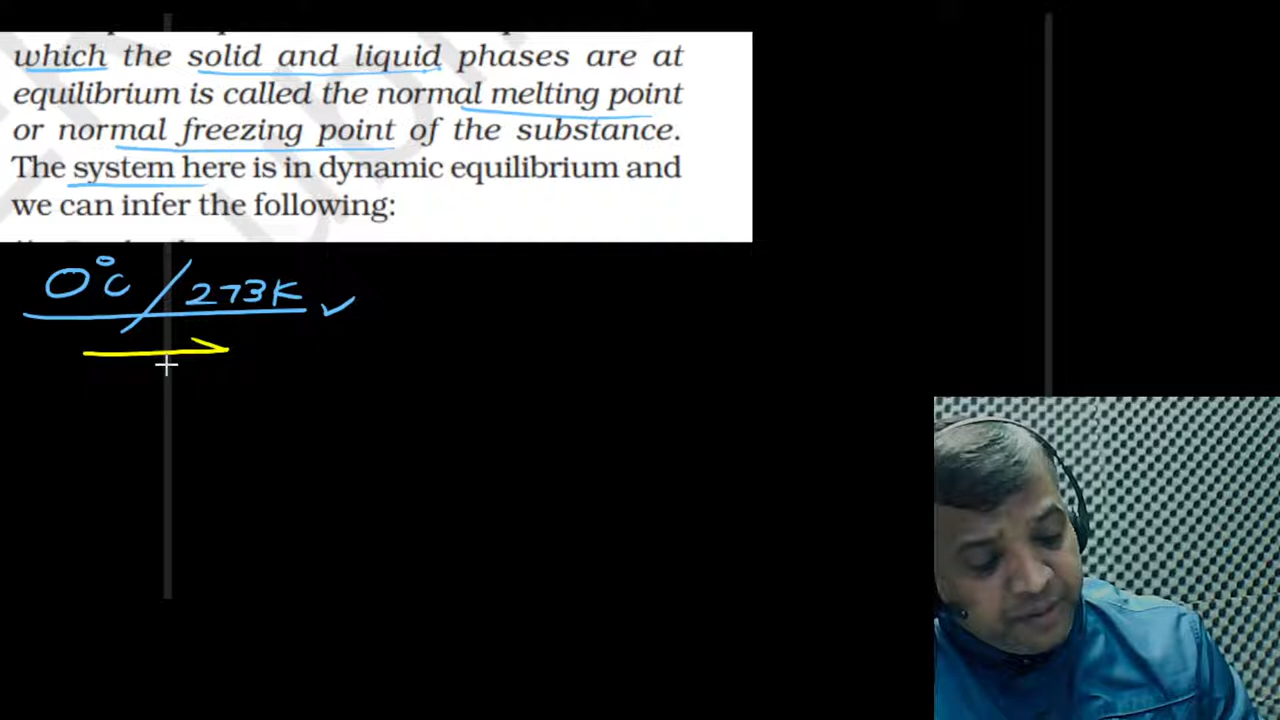 which the solid and liquid phases are at
equilibrium is called the normal melting point
or normal freezing point of the substance.
The system here is in dynamic equilibrium and
we can infer the following:
0°C / 273K ✓